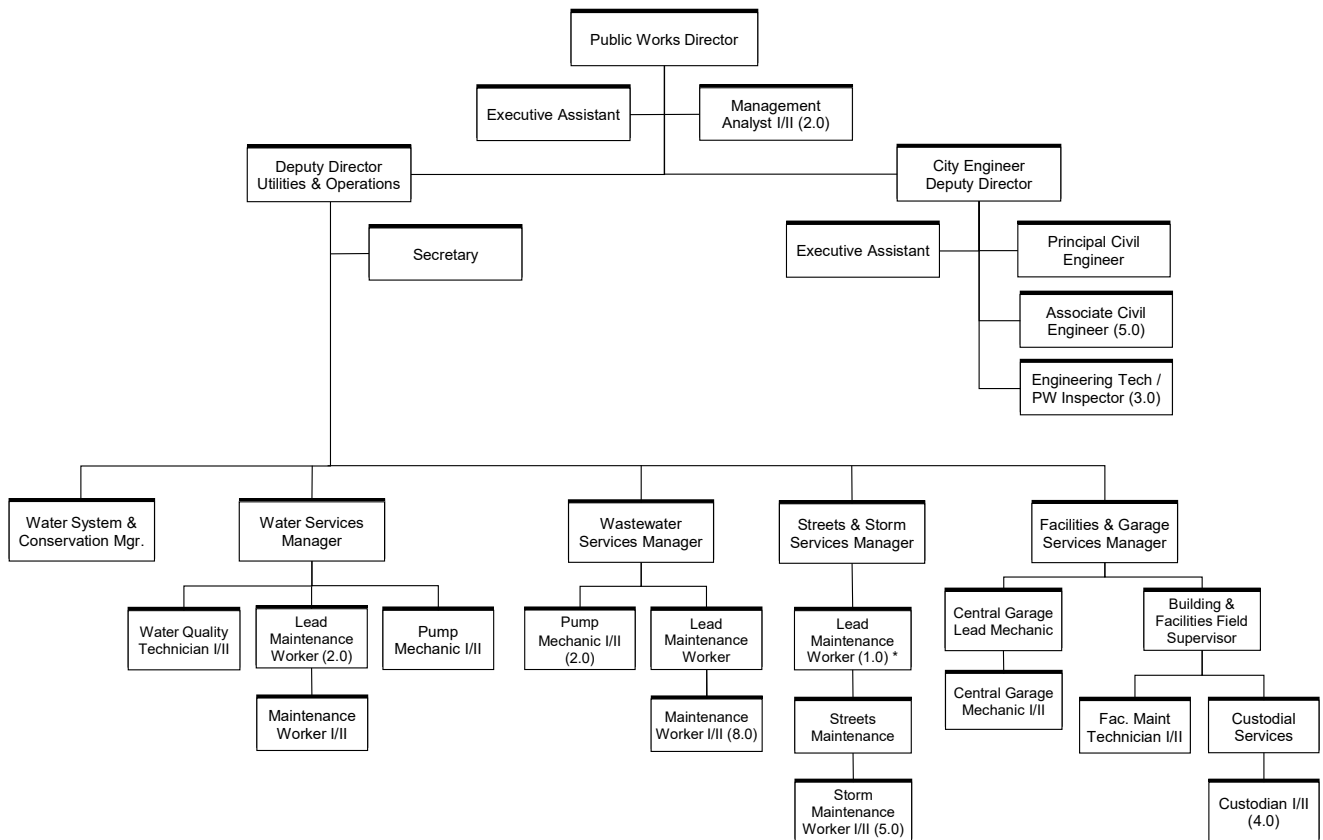 Public Works Director
Executive Assistant
Management
Analyst I/II (2.0)
Deputy Director
Utilities & Operations
City Engineer
Deputy Director
Secretary
Executive Assistant
Principal Civil
Engineer
Associate Civil
Engineer (5.0)
Engineering Tech /
PW Inspector (3.0)
Water System &
Conservation Mgr.
Water Services
Manager
Wastewater
Services Manager
Streets & Storm
Services Manager
Facilities & Garage
Services Manager
Water Quality
Technician I/II
Lead
Maintenance
Worker (2.0)
Pump
Mechanic I/II
Pump
Mechanic I/II
(2.0)
Lead
Maintenance
Worker
Lead
Maintenance
Worker (1.0) *
Central Garage
Lead Mechanic
Building &
Facilities Field
Supervisor
Maintenance
Worker I/II
Maintenance
Worker I/II (8.0)
Streets
Maintenance
Central Garage
Mechanic I/II
Fac. Maint
Technician I/II
Custodial
Services
Storm
Maintenance
Worker I/II (5.0)
Custodian I/II
(4.0)